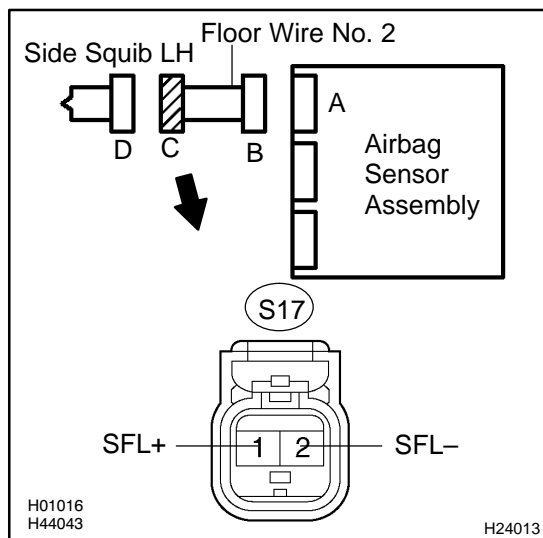 Floor Wire No. 2
Side Squib LH
A
D
C
B
Airbag
Sensor
Assembly
S17
SFL+
1
2
SFL–
H01016
H44043
H24013